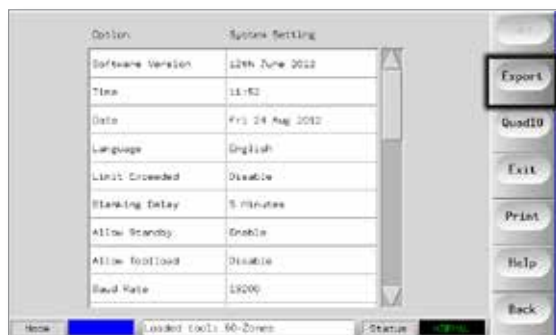 Option System Setting
Software Version 12th June 2012
Time 11:52
Date Fri 24 Aug 2012
Language English
Limit Exceeded Disable
Blanking Delay 5 minutes
Allow Standby Enable
Allow Toolload Disable
Baud Rate 19200
Export
QuadIO
Exit
Print
Help
Back
Home Loaded tool: 60-Zones Status NORMAL